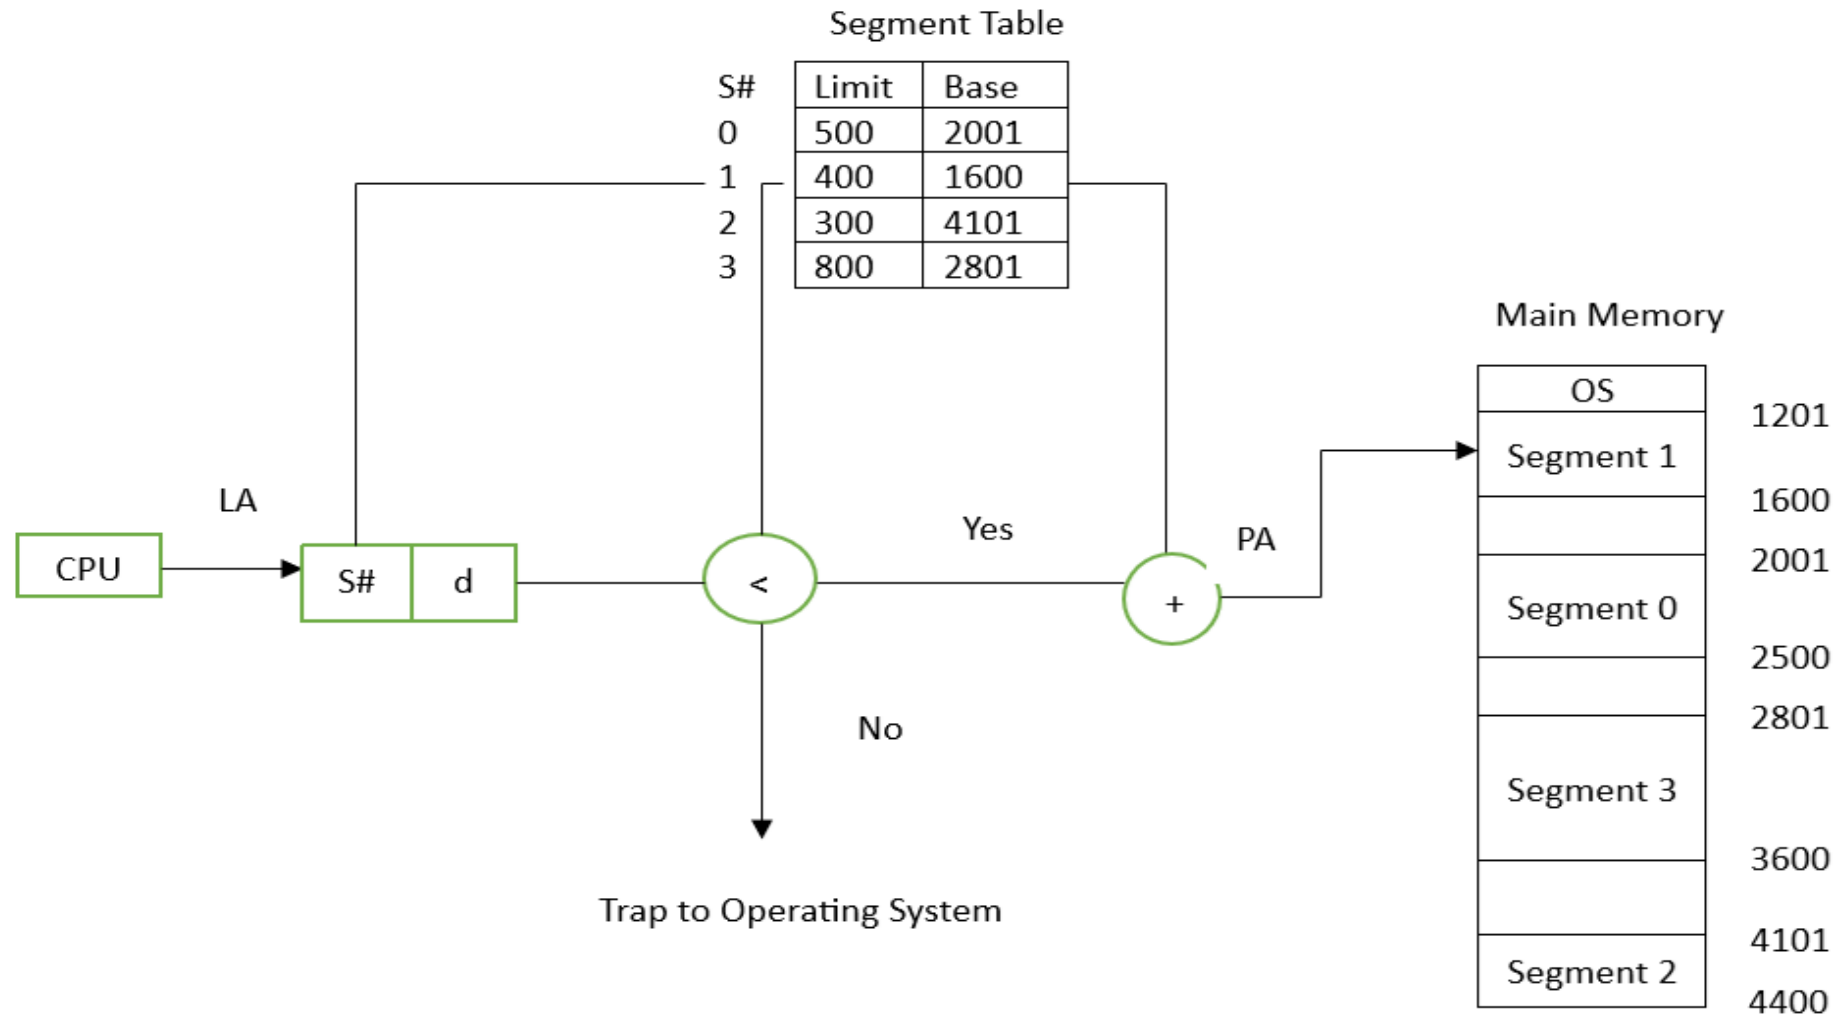 Segment Table
S# Limit Base
0 500 2001
1 400 1600
2 300 4101
3 800 2801
Main Memory
OS
1201
Segment 1
1600
2001
Segment 0
2500
2801
Segment 3
3600
4101
Segment 2
4400
LA
CPU
S# d
<
Yes
+
PA
No
Trap to Operating System